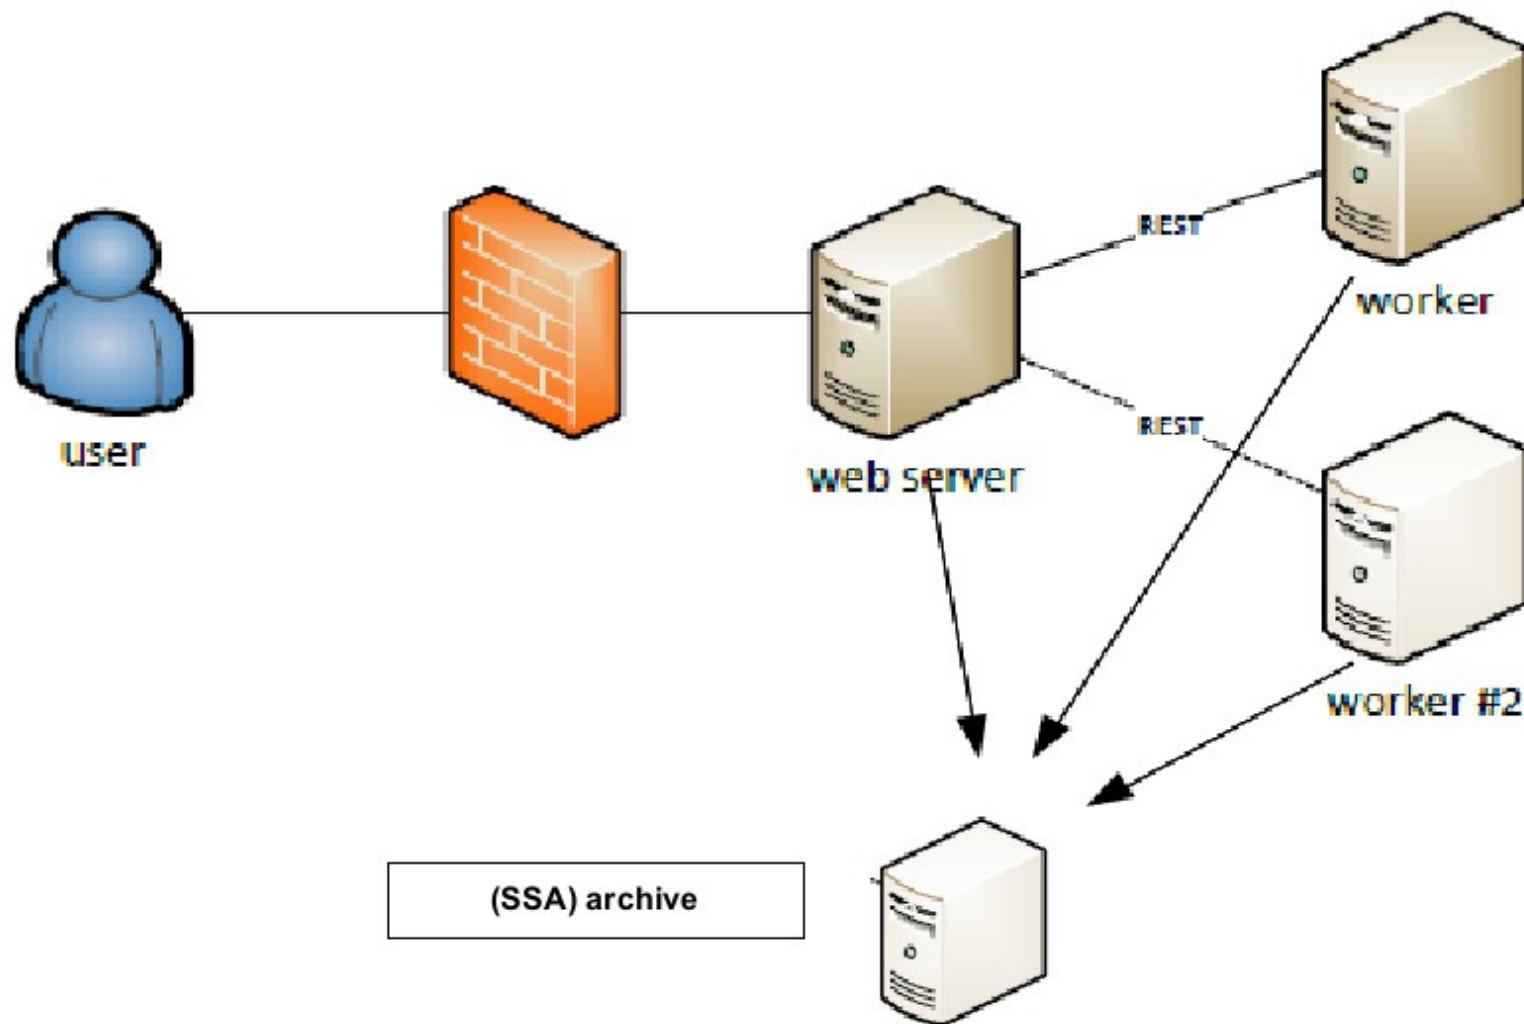 REST
worker
user
web server
REST
worker #2
(SSA) archive